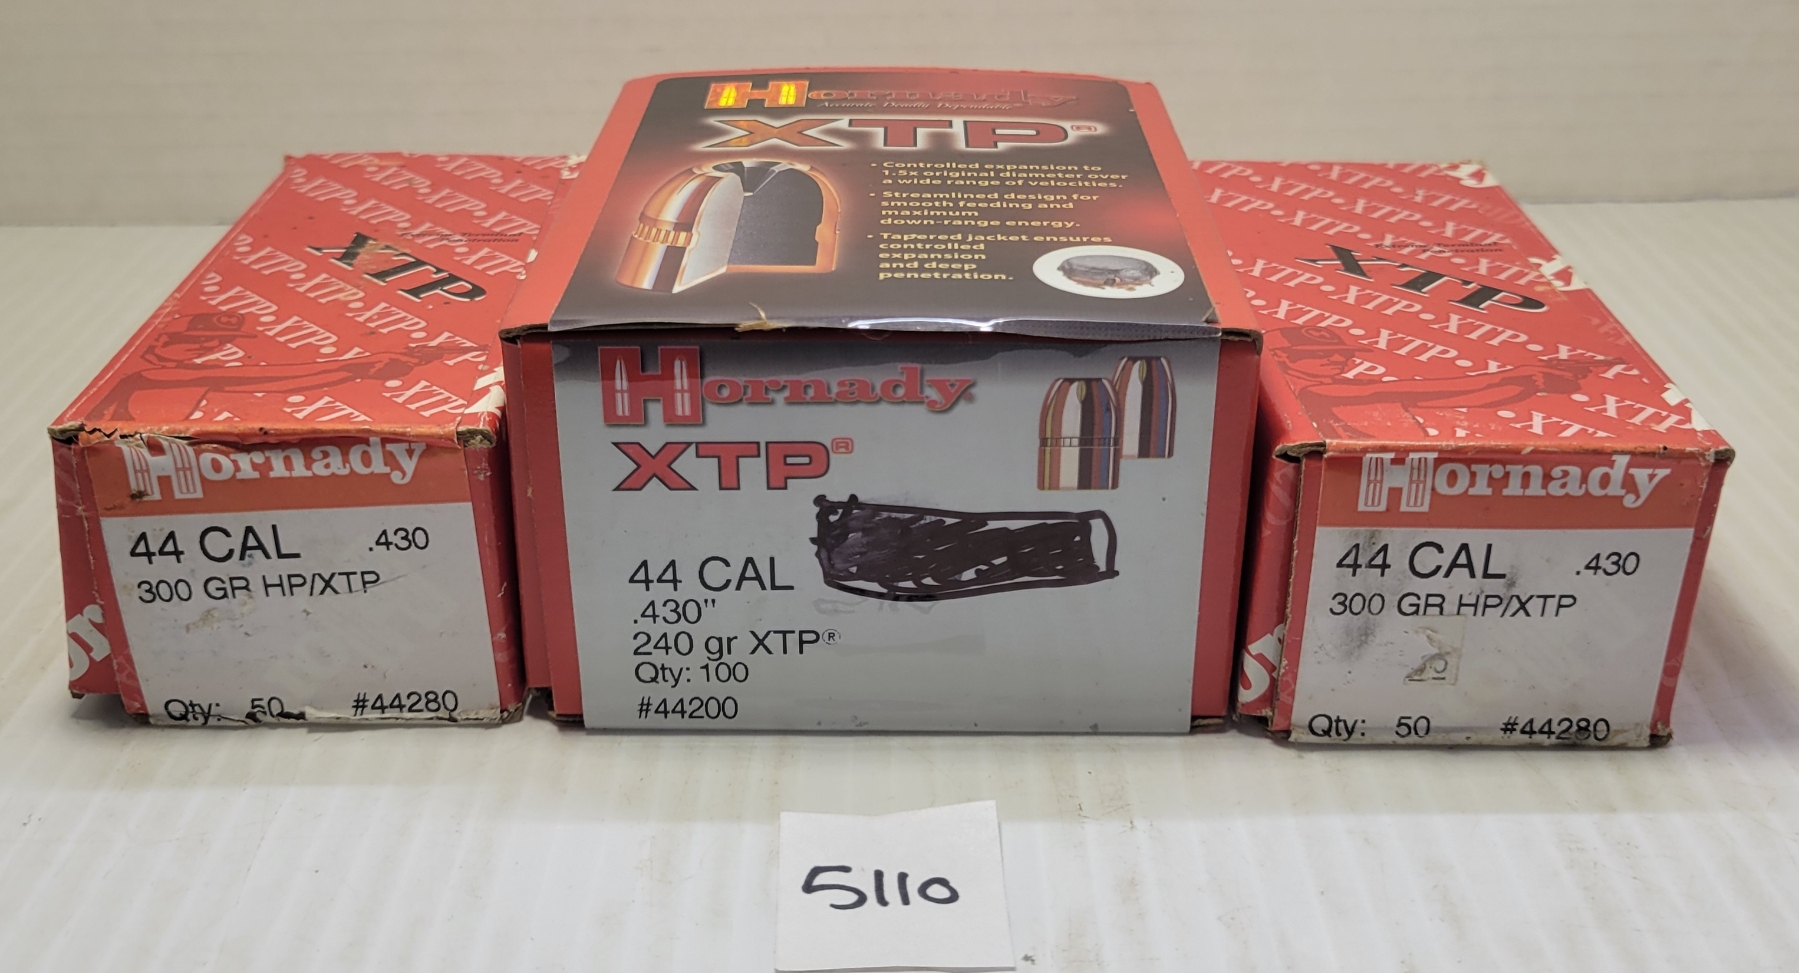 XTP
Hornady
44 CAL .430
300 GR HP/XTP
Qty: 50 #44280
Hornady
Accurate Deadly Dependable
XTP®
• Controlled expansion to
1.5x original diameter over
a wide range of velocities.
• Streamlined design for
smooth feeding and
maximum
down-range energy.
• Tapered jacket ensures
controlled
expansion
and deep
penetration.
Hornady
XTP®
44 CAL
.430"
240 gr XTP®
Qty: 100
#44200
XTP
Hornady
44 CAL .430
300 GR HP/XTP
Qty: 50 #44280
5110